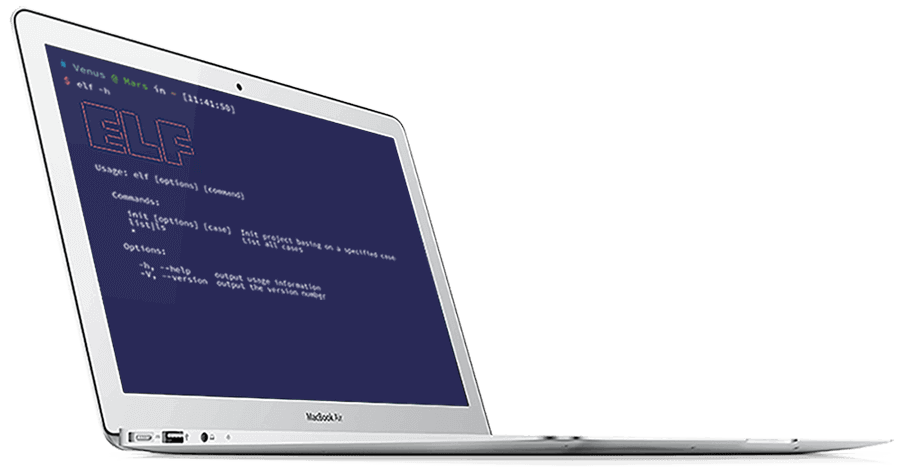 # Venus @ Mars in ~ [11:41:58]
$ elf -h
ELF
Usage: elf [options] [command]
Commands:
init [options] [case] Init project basing on a specified case
list|ls List all cases
*
Options:
-h, --help output usage information
-V, --version output the version number
MacBook Air